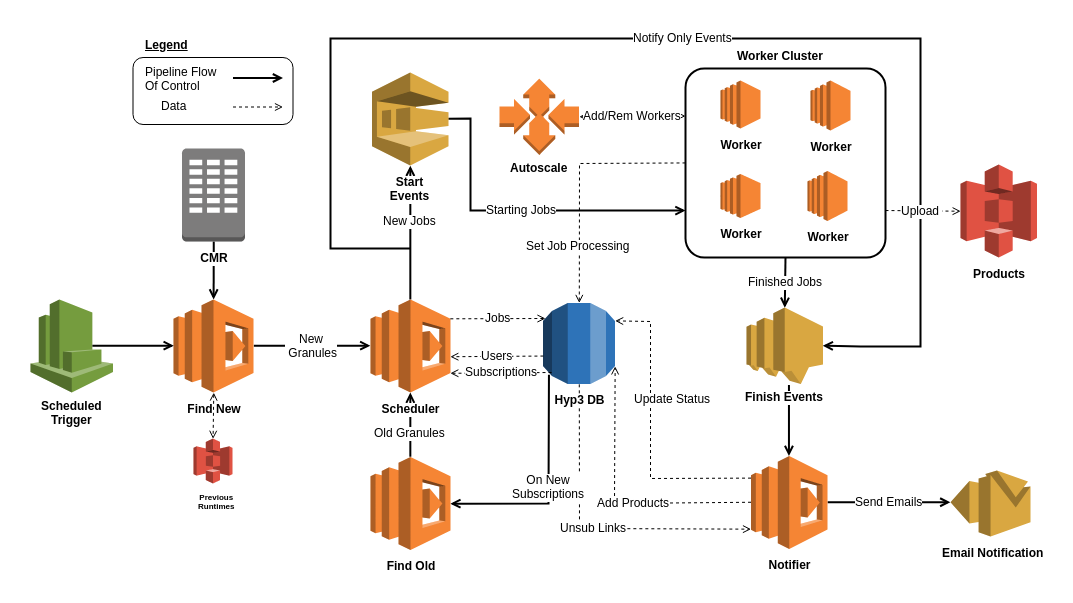 Legend
Pipeline Flow
Of Control
Data
Notify Only Events
Worker Cluster
Add/Rem Workers
Worker
Worker
Autoscale
Start
Events
New Jobs
Starting Jobs
Upload
Worker
Worker
Set Job Processing
CMR
Products
Finished Jobs
Jobs
New
Granules
Users
Subscriptions
Scheduled
Trigger
Find New
Scheduler
Hyp3 DB
Update Status
Finish Events
Old Granules
Previous
Runtimes
On New
Subscriptions
Add Products
Send Emails
Unsub Links
Find Old
Notifier
Email Notification